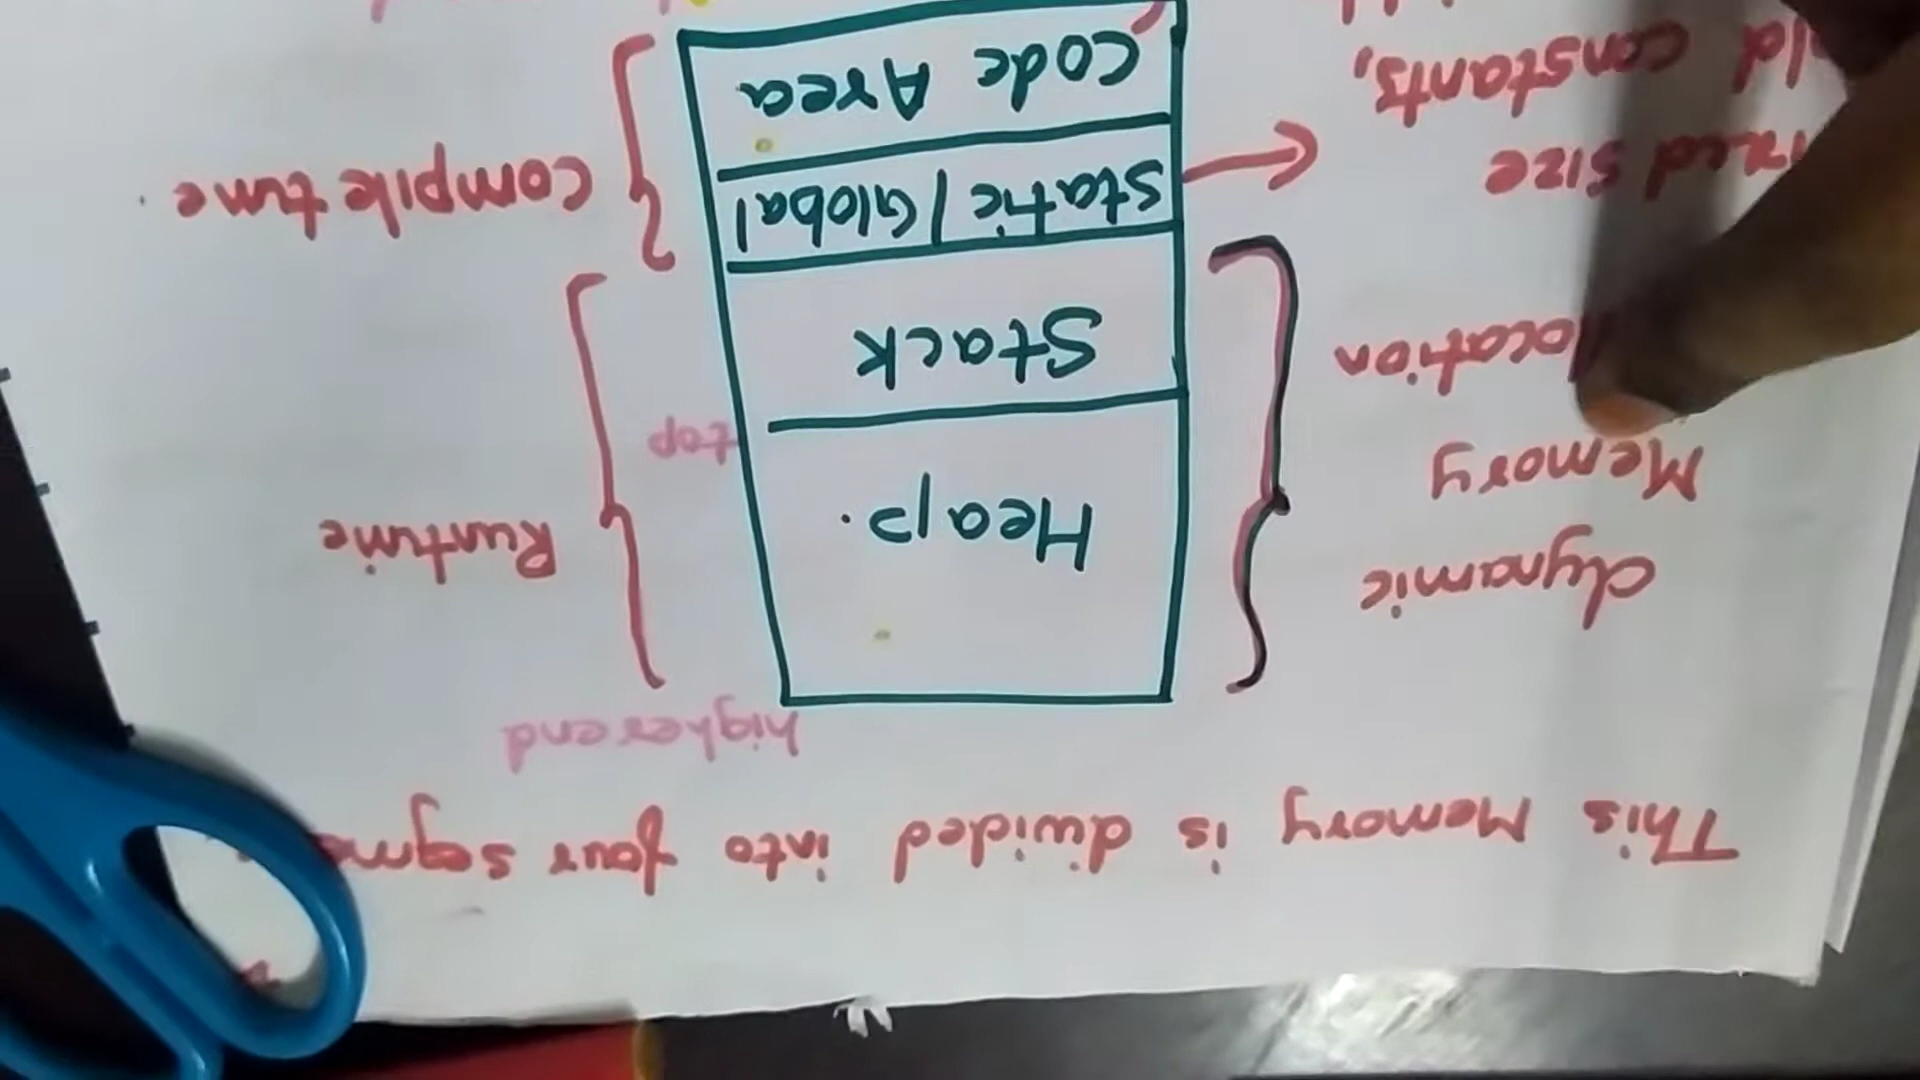 This Memory is divided into four segme
higher end
dynamic
Memory
Heap.
Runtime
top
Stack
Static/Global
size
compile time
Code Area
constants,